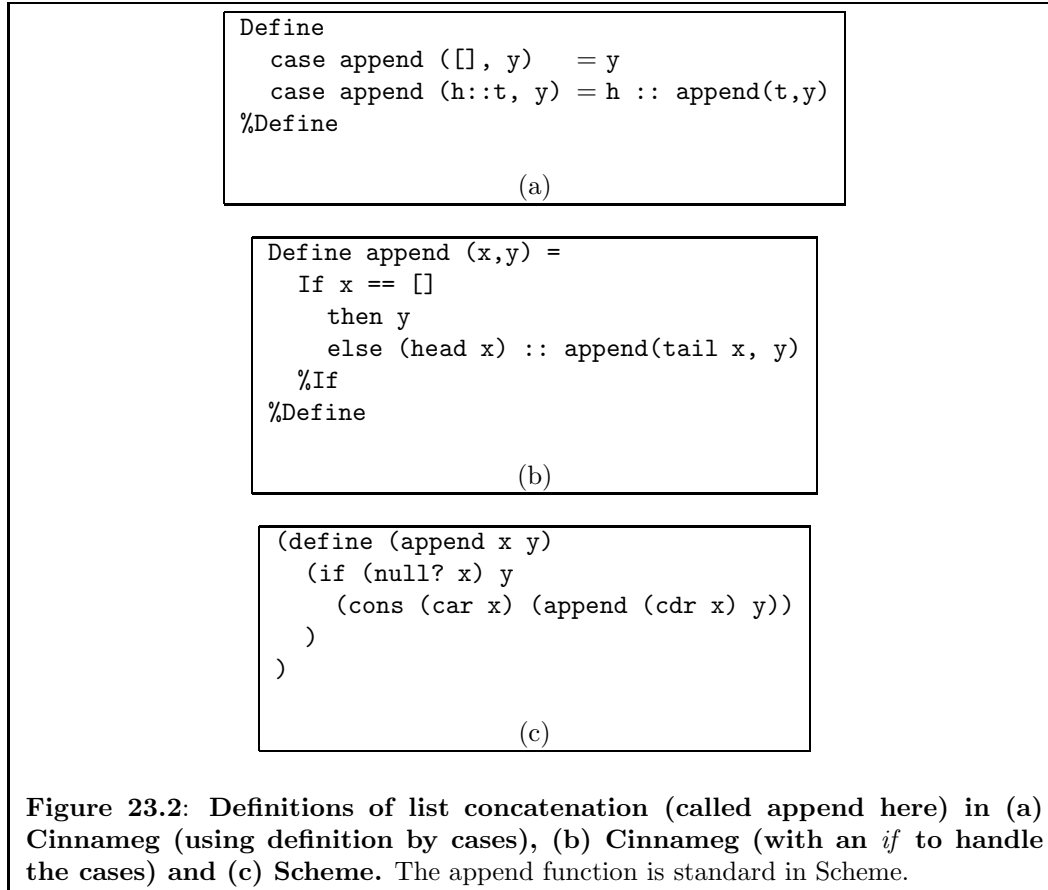 Define
  case append ([], y)   = y
  case append (h::t, y) = h :: append(t,y)
%Define
(a)
Define append (x,y) =
  If x == []
    then y
    else (head x) :: append(tail x, y)
  %If
%Define
(b)
(define (append x y)
  (if (null? x) y
    (cons (car x) (append (cdr x) y))
  )
)
(c)
Figure 23.2: Definitions of list concatenation (called append here) in (a)
Cinnameg (using definition by cases), (b) Cinnameg (with an if to handle
the cases) and (c) Scheme. The append function is standard in Scheme.